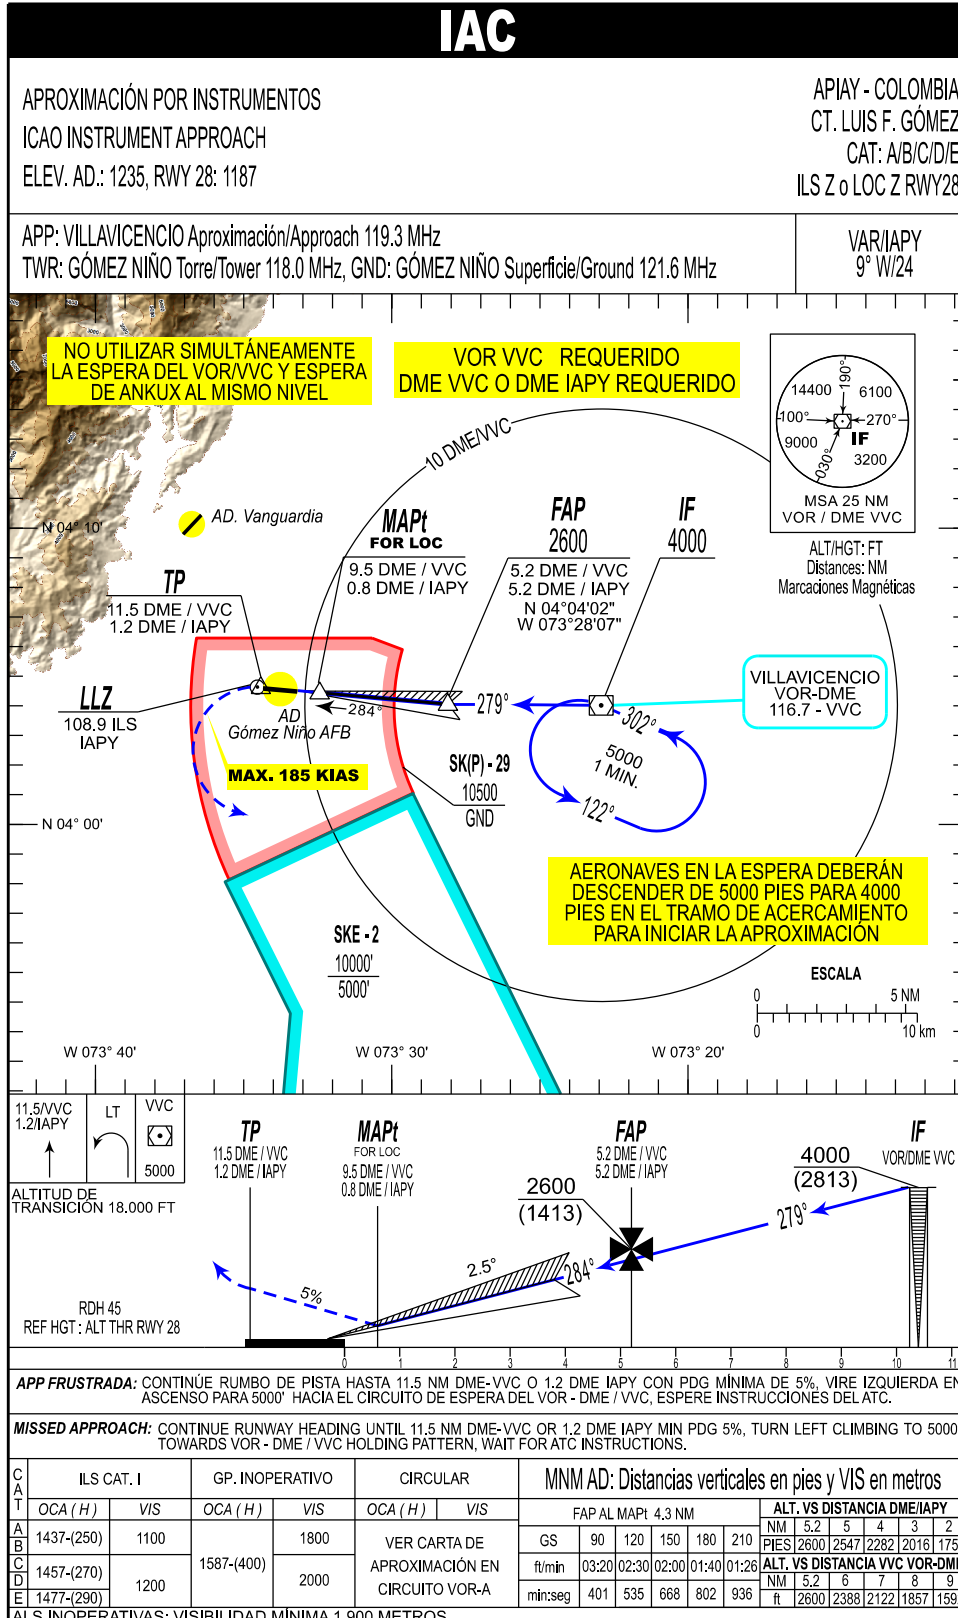 IAC
APROXIMACIÓN POR INSTRUMENTOS
ICAO INSTRUMENT APPROACH
ELEV. AD.: 1235, RWY 28: 1187
APIAY - COLOMBIA
CT. LUIS F. GÓMEZ
CAT: A/B/C/D/E
ILS Z o LOC Z RWY28
APP: VILLAVICENCIO Aproximación/Approach 119.3 MHz
TWR: GÓMEZ NIÑO Torre/Tower 118.0 MHz, GND: GÓMEZ NIÑO Superficie/Ground 121.6 MHz
VAR/IAPY
9° W/24
NO UTILIZAR SIMULTÁNEAMENTE
LA ESPERA DEL VOR/VVC Y ESPERA
DE ANKUX AL MISMO NIVEL
VOR VVC REQUERIDO
DME VVC O DME IAPY REQUERIDO
190°
14400
6100
100°
270°
IF
9000
030°
3200
MSA 25 NM
VOR / DME VVC
ALT/HGT: FT
Distances: NM
Marcaciones Magnéticas
10 DME/VVC
N 04° 10'
AD. Vanguardia
MAPt
FOR LOC
9.5 DME / VVC
0.8 DME / IAPY
FAP
2600
5.2 DME / VVC
5.2 DME / IAPY
N 04°04'02"
W 073°28'07"
IF
4000
TP
11.5 DME / VVC
1.2 DME / IAPY
LLZ
108.9 ILS
IAPY
284°
279°
AD
Gómez Niño AFB
302°
5000
1 MIN.
122°
VILLAVICENCIO
VOR-DME
116.7 - VVC
MAX. 185 KIAS
SK(P) - 29
10500
GND
N 04° 00'
AERONAVES EN LA ESPERA DEBERÁN
DESCENDER DE 5000 PIES PARA 4000
PIES EN EL TRAMO DE ACERCAMIENTO
PARA INICIAR LA APROXIMACIÓN
SKE - 2
10000'
5000'
ESCALA
0 5 NM
0 10 km
W 073° 40'
W 073° 30'
W 073° 20'
11.5/VVC
1.2/IAPY
LT
VVC
5000
ALTITUD DE
TRANSICIÓN 18.000 FT
TP
11.5 DME / VVC
1.2 DME / IAPY
MAPt
FOR LOC
9.5 DME / VVC
0.8 DME / IAPY
FAP
5.2 DME / VVC
5.2 DME / IAPY
IF
VOR/DME VVC
4000
(2813)
2600
(1413)
279°
284°
2.5°
5%
RDH 45
REF HGT : ALT THR RWY 28
0 1 2 3 4 5 6 7 8 9 10 11
APP FRUSTRADA: CONTINÚE RUMBO DE PISTA HASTA 11.5 NM DME-VVC O 1.2 DME IAPY CON PDG MÍNIMA DE 5%, VIRE IZQUIERDA EN
ASCENSO PARA 5000' HACIA EL CIRCUITO DE ESPERA DEL VOR - DME / VVC, ESPERE INSTRUCCIONES DEL ATC.
MISSED APPROACH: CONTINUE RUNWAY HEADING UNTIL 11.5 NM DME-VVC OR 1.2 DME IAPY MIN PDG 5%, TURN LEFT CLIMBING TO 5000
TOWARDS VOR - DME / VVC HOLDING PATTERN, WAIT FOR ATC INSTRUCTIONS.
CAT ILS CAT. I GP. INOPERATIVO CIRCULAR MNM AD: Distancias verticales en pies y VIS en metros
OCA ( H ) VIS OCA ( H ) VIS OCA ( H ) VIS
A
B
C
D
E
1437-(250) 1100
1457-(270) 1200
1477-(290)
1587-(400) 1800
2000
VER CARTA DE
APROXIMACIÓN EN
CIRCUITO VOR-A
FAP AL MAPt 4.3 NM
GS 90 120 150 180 210
ft/min 03:20 02:30 02:00 01:40 01:26
min:seg 401 535 668 802 936
ALT. VS DISTANCIA DME/IAPY
NM 5.2 5 4 3 2
PIES 2600 2547 2282 2016 175
ALT. VS DISTANCIA VVC VOR-DME
NM 5.2 6 7 8 9
ft 2600 2388 2122 1857 159
ALS INOPERATIVAS: VISIBILIDAD MÍNIMA 1.900 METROS